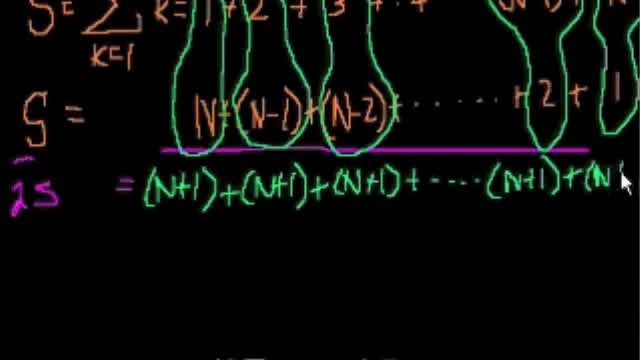 S = ∑ k = 1 + 2 + 3 + · · ·
k=1
S = N + (N-1) + (N-2) + · · · · · · + 2 + 1
2S = (N+1) + (N+1) + (N+1) + · · · · (N+1) + (N